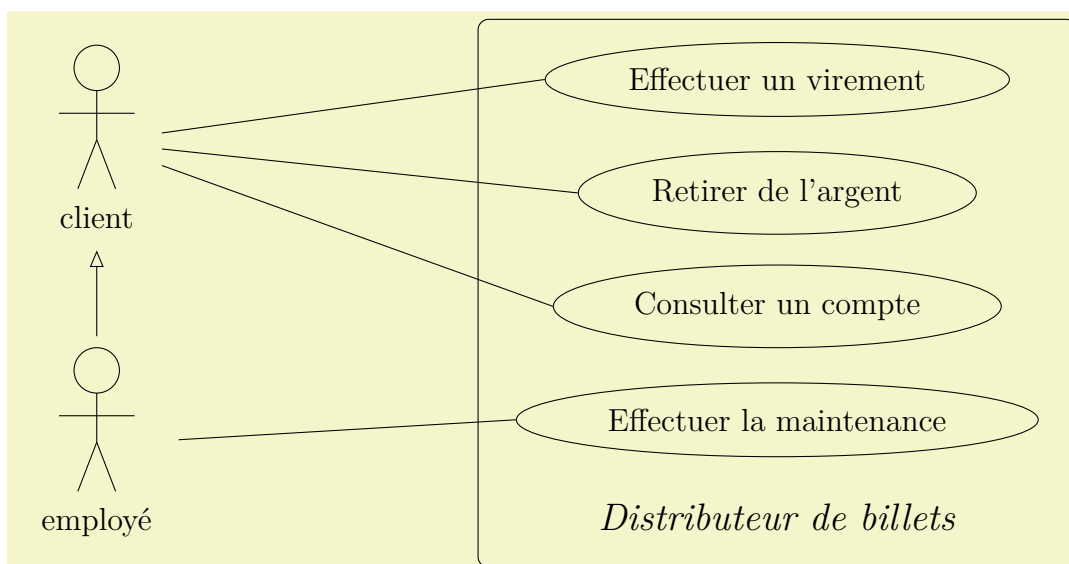 Effectuer un virement
Retirer de l'argent
client
Consulter un compte
Effectuer la maintenance
employé
Distributeur de billets